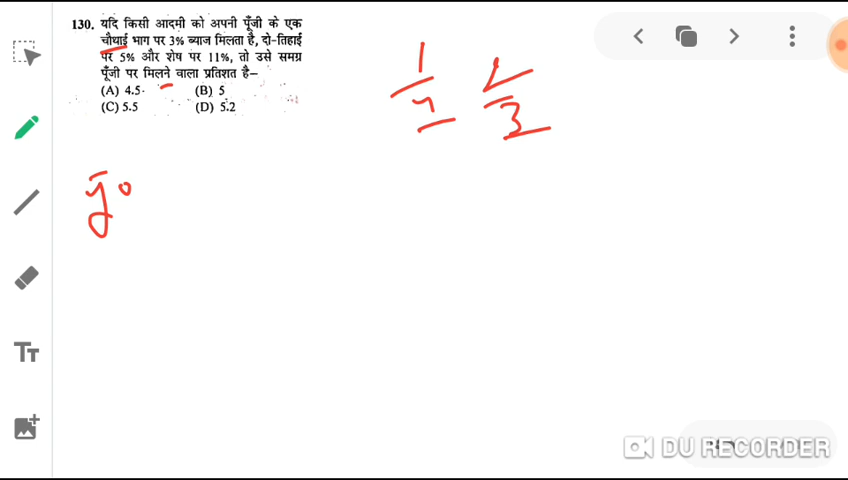 130. यदि किसी आदमी को अपनी पूँजी के एक
चौथाई भाग पर 3% ब्याज मिलता है, दो-तिहाई
पर 5% और शेष पर 11%, तो उसे समग्र
पूँजी पर मिलने वाला प्रतिशत है–
(A) 4.5 (B) 5
(C) 5.5 (D) 5.2
1
4
3
TT
DU RECORDER